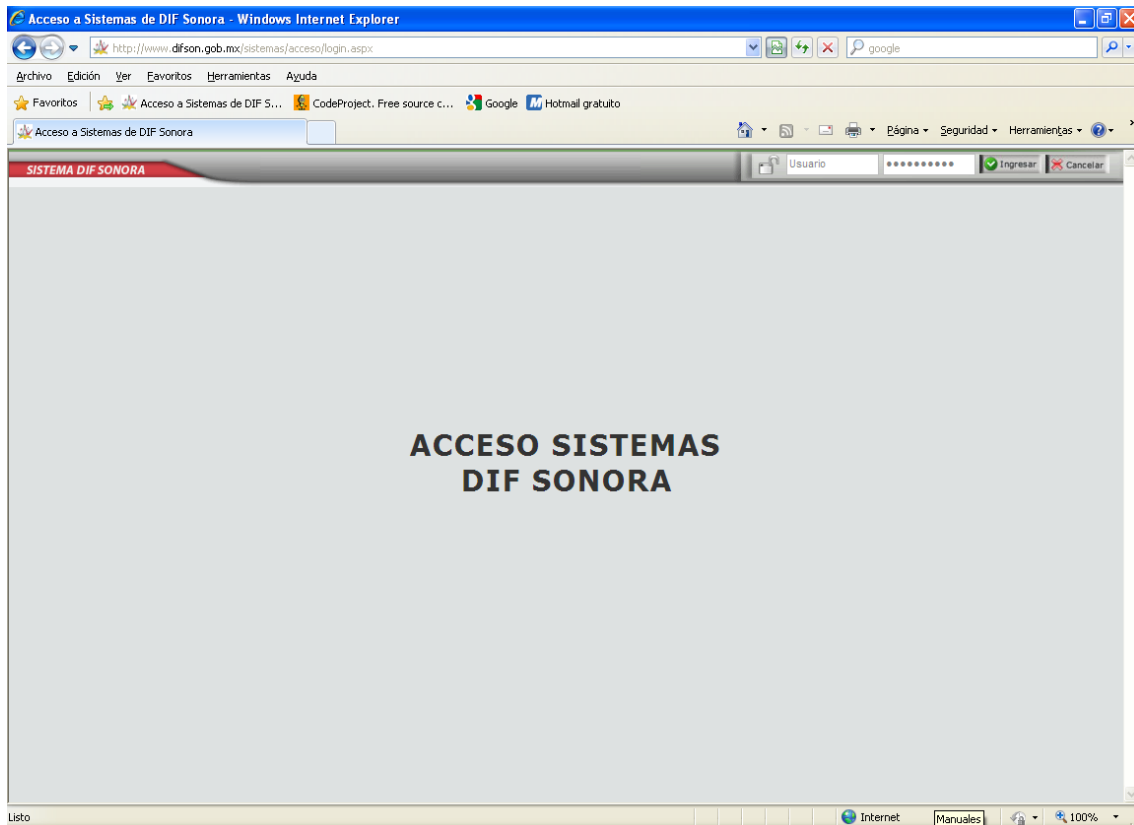 Acceso a Sistemas de DIF Sonora - Windows Internet Explorer
http://www.difson.gob.mx/sistemas/acceso/login.aspx google
Archivo Edición Ver Favoritos Herramientas Ayuda
Favoritos Acceso a Sistemas de DIF S... CodeProject. Free source c... Google Hotmail gratuito
Acceso a Sistemas de DIF Sonora Página Seguridad Herramientas
SISTEMA DIF SONORA Usuario Ingresar Cancelar
ACCESO SISTEMAS
DIF SONORA
Listo Internet Manuales 100%